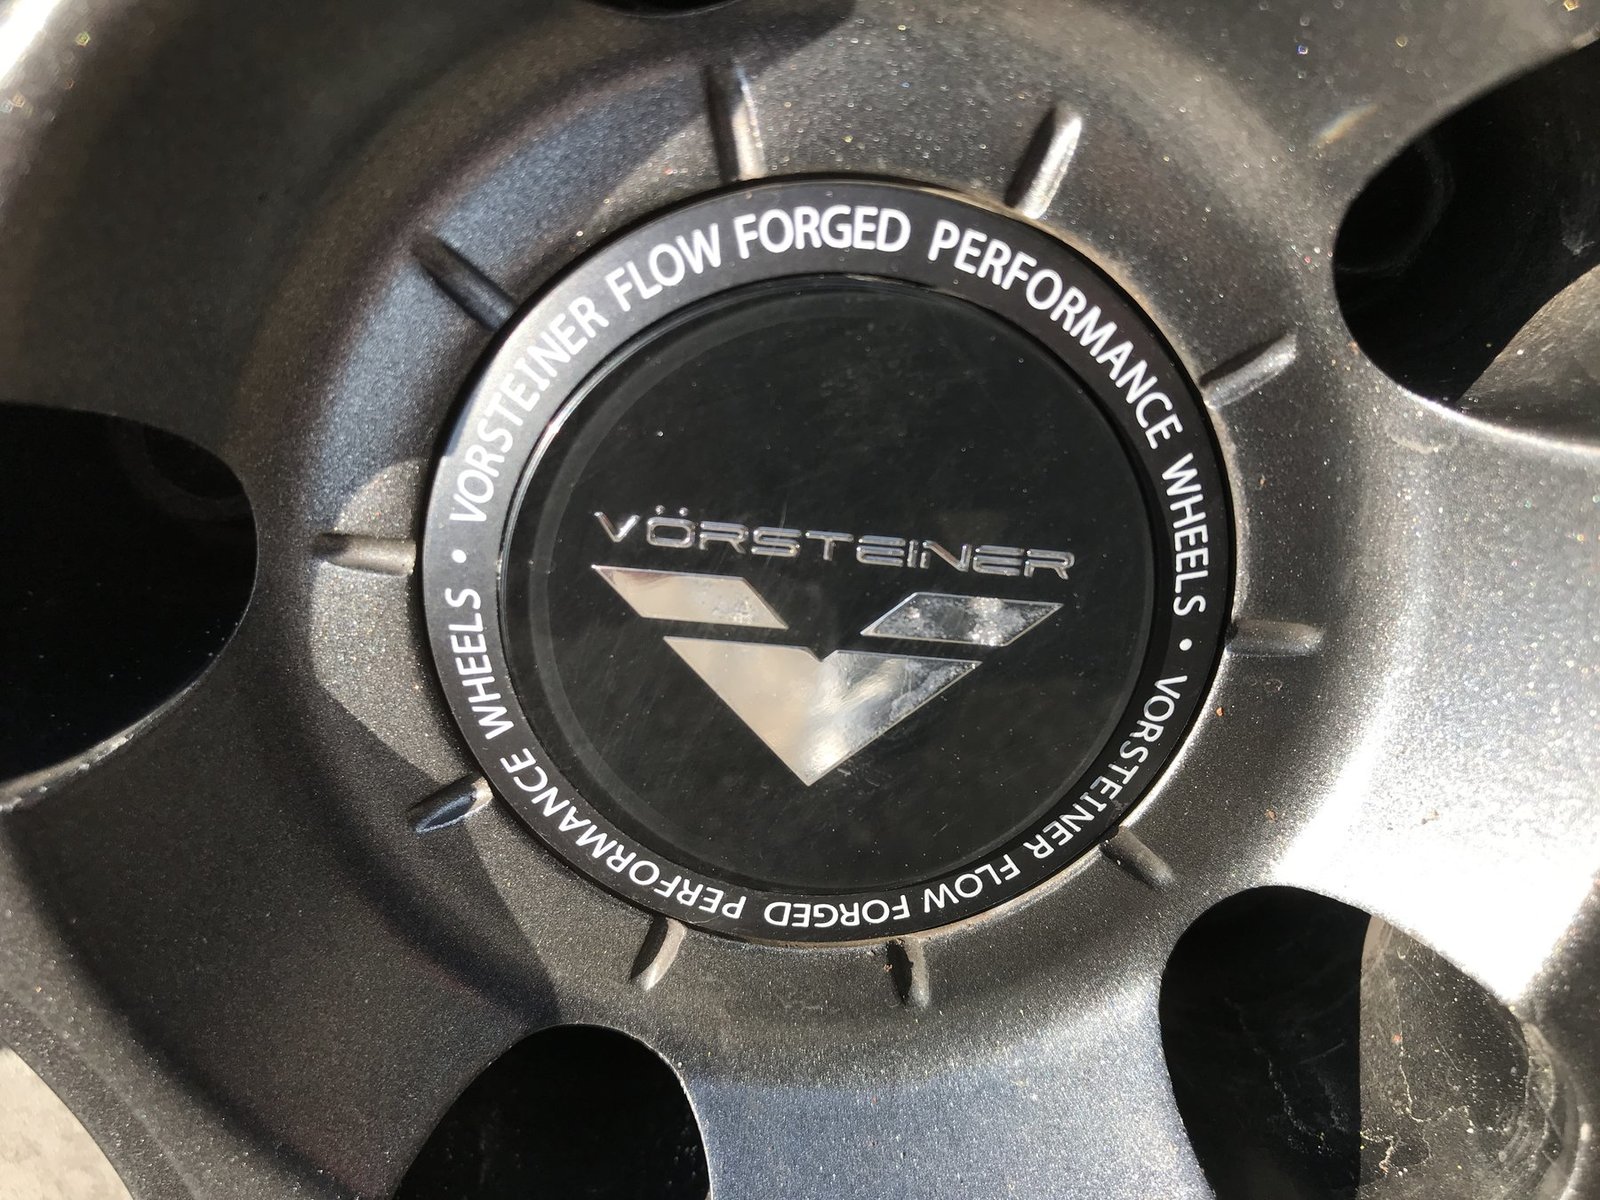 VORSTEINER FLOW FORGED PERFORMANCE WHEELS •
VORSTEINER FLOW FORGED PERFORMANCE WHEELS •
VÖRSTEINER